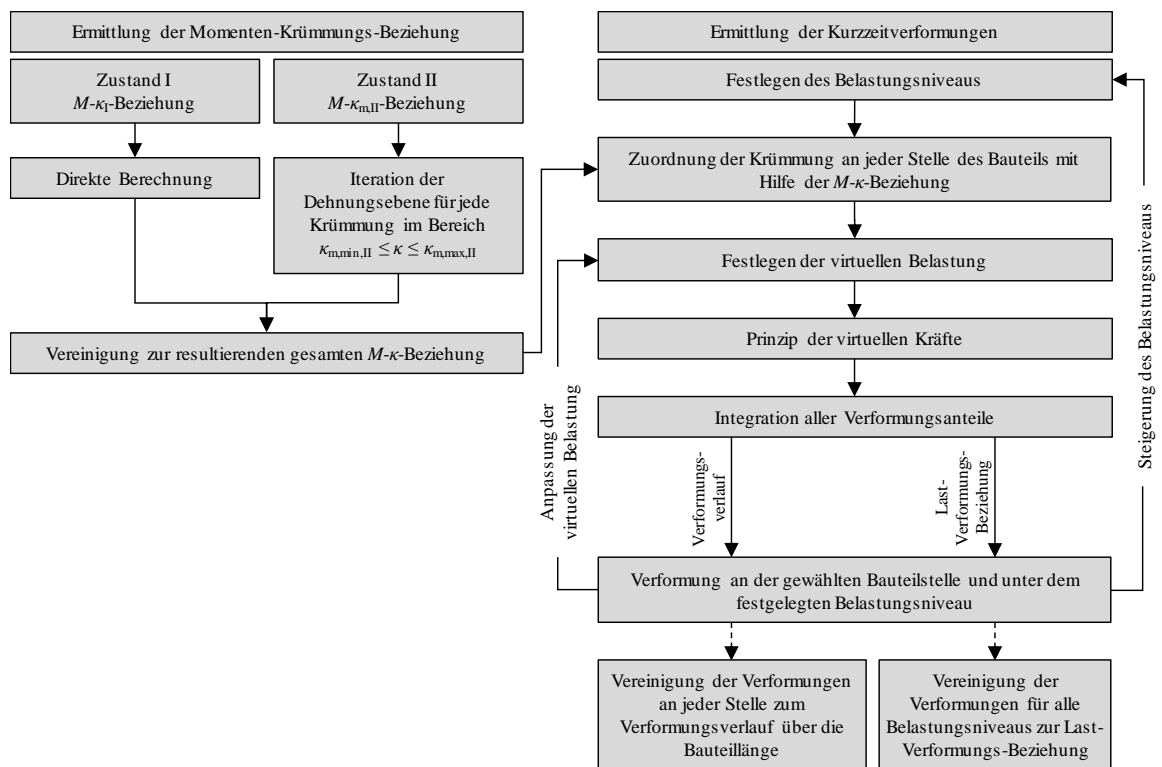 Ermittlung der Momenten-Krümmungs-Beziehung
Zustand I
M-κI-Beziehung
Zustand II
M-κm,II-Beziehung
Direkte Berechnung
Iteration der
Dehnungsebene für jede
Krümmung im Bereich
κm,min,II ≤ κ ≤ κm,max,II
Vereinigung zur resultierenden gesamten M-κ-Beziehung
Ermittlung der Kurzzeitverformungen
Festlegen des Belastungsniveaus
Zuordnung der Krümmung an jeder Stelle des Bauteils mit
Hilfe der M-κ-Beziehung
Festlegen der virtuellen Belastung
Prinzip der virtuellen Kräfte
Integration aller Verformungsanteile
Verformungs-
verlauf
Last-
Verformungs-
Beziehung
Anpassung der
virtuellen Belastung
Steigerung des Belastungsniveaus
Verformung an der gewählten Bauteilstelle und unter dem
festgelegten Belastungsniveau
Vereinigung der Verformungen
an jeder Stelle zum
Verformungsverlauf über die
Bauteillänge
Vereinigung der
Verformungen für alle
Belastungsniveaus zur Last-
Verformungs-Beziehung